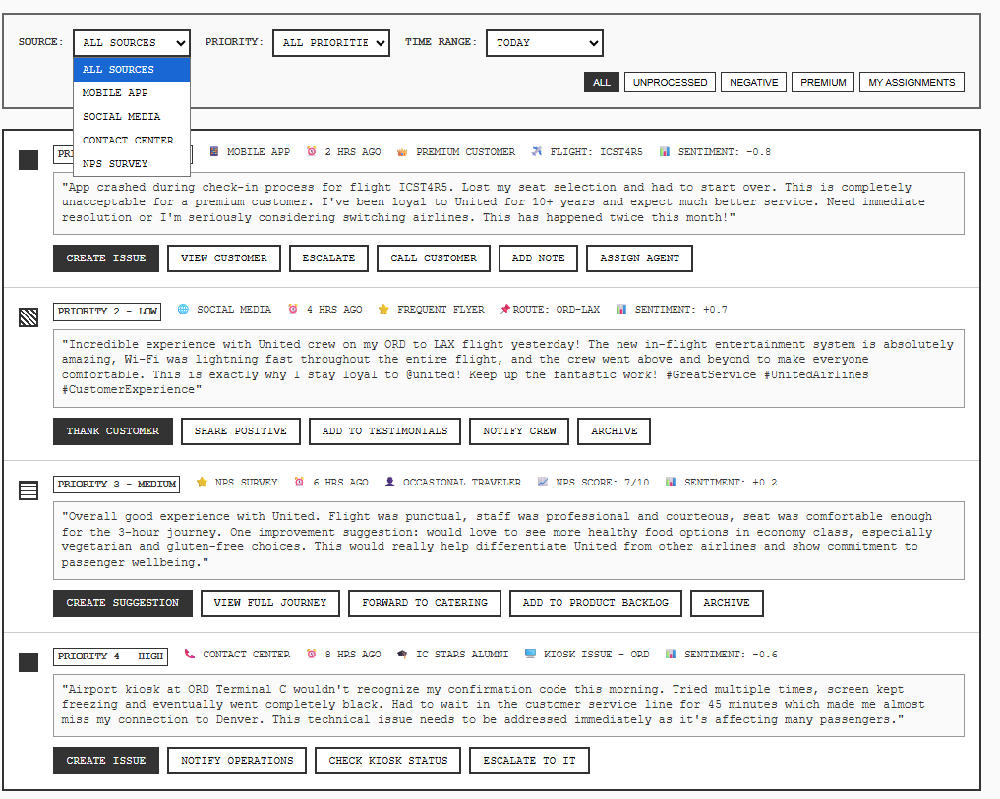 SOURCE: ALL SOURCES PRIORITY: ALL PRIORITIE TIME RANGE: TODAY
ALL SOURCES
MOBILE APP
SOCIAL MEDIA
CONTACT CENTER
NPS SURVEY
ALL UNPROCESSED NEGATIVE PREMIUM MY ASSIGNMENTS
MOBILE APP 2 HRS AGO PREMIUM CUSTOMER FLIGHT: ICST4R5 SENTIMENT: -0.8
"App crashed during check-in process for flight ICST4R5. Lost my seat selection and had to start over. This is completely
unacceptable for a premium customer. I've been loyal to United for 10+ years and expect much better service. Need immediate
resolution or I'm seriously considering switching airlines. This has happened twice this month!"
CREATE ISSUE VIEW CUSTOMER ESCALATE CALL CUSTOMER ADD NOTE ASSIGN AGENT
PRIORITY 2 - LOW SOCIAL MEDIA 4 HRS AGO FREQUENT FLYER ROUTE: ORD-LAX SENTIMENT: +0.7
"Incredible experience with United crew on my ORD to LAX flight yesterday! The new in-flight entertainment system is absolutely
amazing, Wi-Fi was lightning fast throughout the entire flight, and the crew went above and beyond to make everyone
comfortable. This is exactly why I stay loyal to @united! Keep up the fantastic work! #GreatService #UnitedAirlines
#CustomerExperience"
THANK CUSTOMER SHARE POSITIVE ADD TO TESTIMONIALS NOTIFY CREW ARCHIVE
PRIORITY 3 - MEDIUM NPS SURVEY 6 HRS AGO OCCASIONAL TRAVELER NPS SCORE: 7/10 SENTIMENT: +0.2
"Overall good experience with United. Flight was punctual, staff was professional and courteous, seat was comfortable enough
for the 3-hour journey. One improvement suggestion: would love to see more healthy food options in economy class, especially
vegetarian and gluten-free choices. This would really help differentiate United from other airlines and show commitment to
passenger wellbeing."
CREATE SUGGESTION VIEW FULL JOURNEY FORWARD TO CATERING ADD TO PRODUCT BACKLOG ARCHIVE
PRIORITY 4 - HIGH CONTACT CENTER 8 HRS AGO IC STARS ALUMNI KIOSK ISSUE - ORD SENTIMENT: -0.6
"Airport kiosk at ORD Terminal C wouldn't recognize my confirmation code this morning. Tried multiple times, screen kept
freezing and eventually went completely black. Had to wait in the customer service line for 45 minutes which made me almost
miss my connection to Denver. This technical issue needs to be addressed immediately as it's affecting many passengers."
CREATE ISSUE NOTIFY OPERATIONS CHECK KIOSK STATUS ESCALATE TO IT